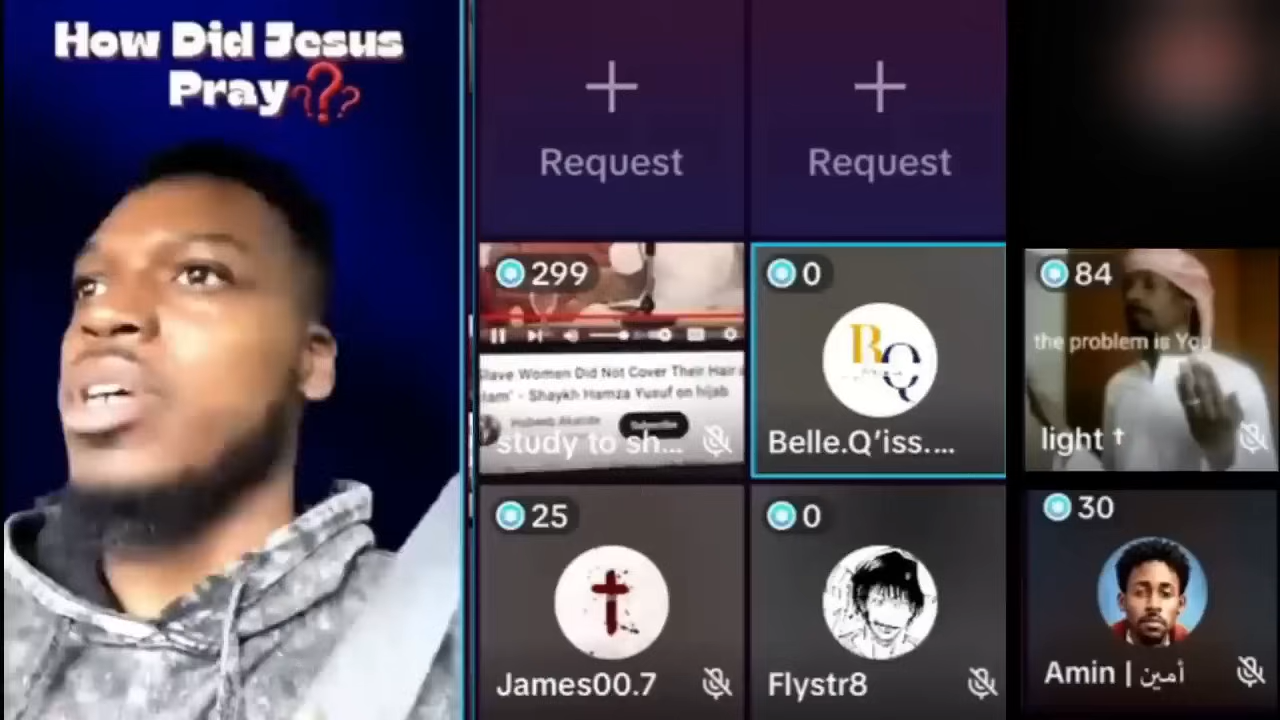 How Did Jesus
Pray❓❓❓
Request
Request
299
Slave Women Did Not Cover Their Hair
- Shaykh Hamza Yusuf on hijab
Subscribe
study to sh...
0
BQ
Belle.Q'iss....
84
the problem is You
light †
25
James00.7
0
Flystr8
30
Amin | أمين